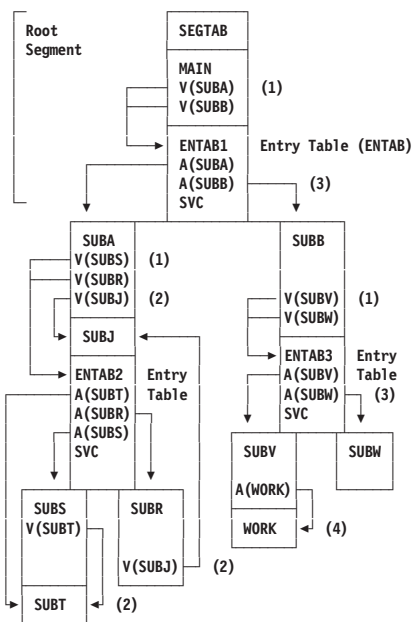 Root
Segment
SEGTAB
MAIN
V(SUBA) (1)
V(SUBB)
ENTAB1 Entry Table (ENTAB)
A(SUBA)
A(SUBB) (3)
SVC
SUBA
V(SUBS) (1)
V(SUBR)
V(SUBJ) (2)
SUBJ
ENTAB2 Entry
A(SUBT) Table
A(SUBR)
A(SUBS)
SVC
SUBS
V(SUBT)
SUBR
V(SUBJ) (2)
SUBT (2)
SUBB
V(SUBV) (1)
V(SUBW)
ENTAB3 Entry
A(SUBV) Table
A(SUBW) (3)
SVC
SUBV
A(WORK)
WORK (4)
SUBW